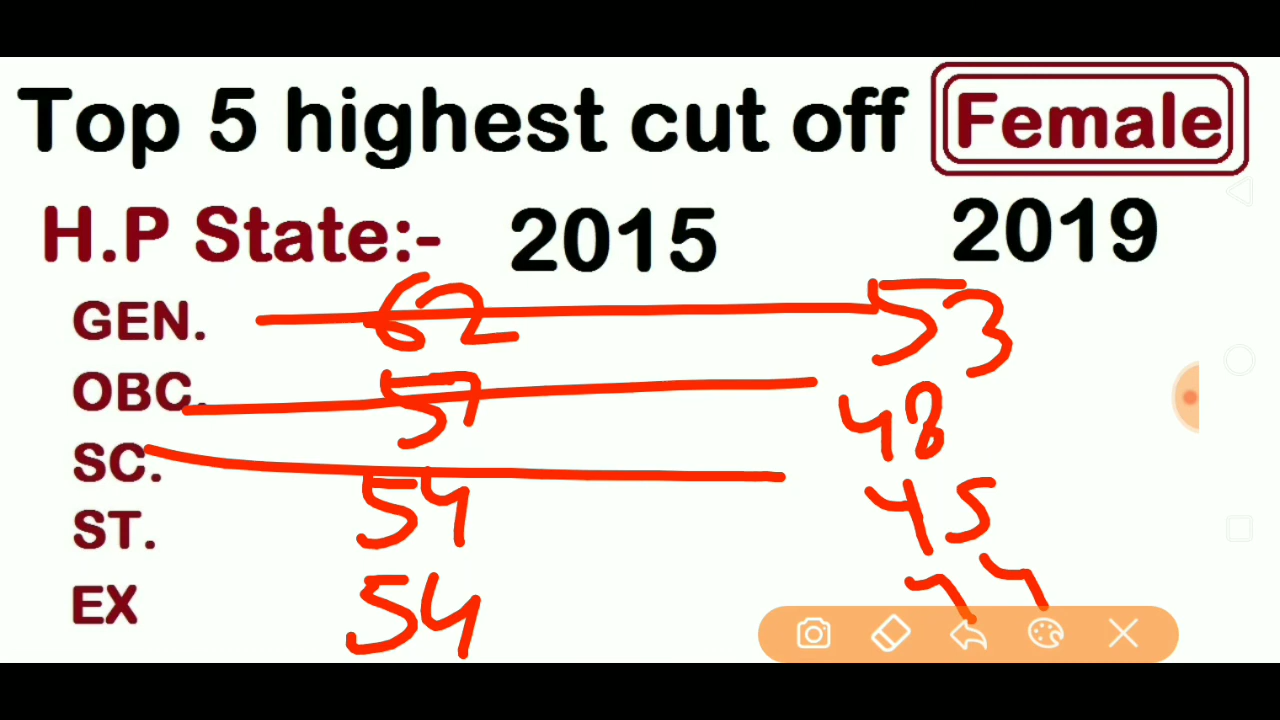 Top 5 highest cut off Female
H.P State:- 2015 2019
GEN. 62 53
OBC. 57 48
SC. 54 45
ST. 54
EX